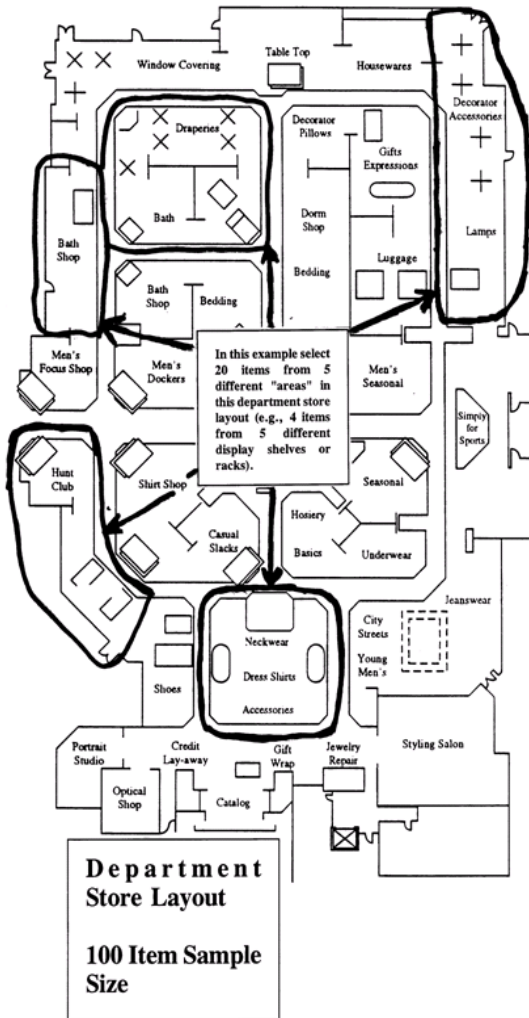 Table Top
Window Covering
Housewares
Decorator
Accessories
Draperies
Decorator
Pillows
Gifts
Expressions
Bath
Dorm
Shop
Lamps
Bath
Shop
Bedding
Luggage
Bath
Shop
Bedding
Men's
Focus Shop
Men's
Dockers
In this example select
20 items from 5
different "areas" in
this department store
layout (e.g., 4 items
from 5 different
display shelves or
racks).
Men's
Seasonal
Simply
for
Sports
Hunt
Club
Shirt Shop
Seasonal
Casual
Slacks
Hosiery
Basics
Underwear
Jeanswear
City
Streets
Young
Men's
Neckwear
Dress Shirts
Accessories
Shoes
Portrait
Studio
Credit
Lay-away
Gift
Wrap
Jewelry
Repair
Styling Salon
Optical
Shop
Catalog
Department
Store Layout
100 Item Sample
Size